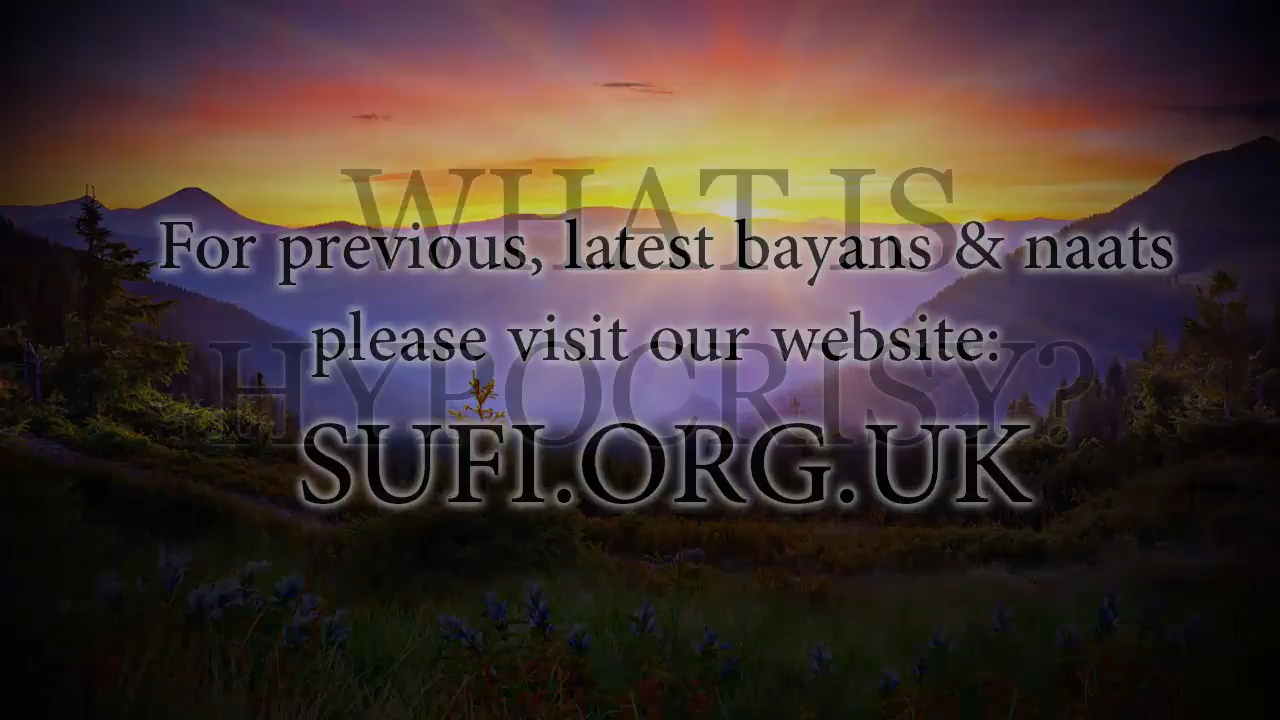 WHAT IS
For previous, latest bayans & naats
please visit our website:
HYPOCRISY?
SUFI.ORG.UK